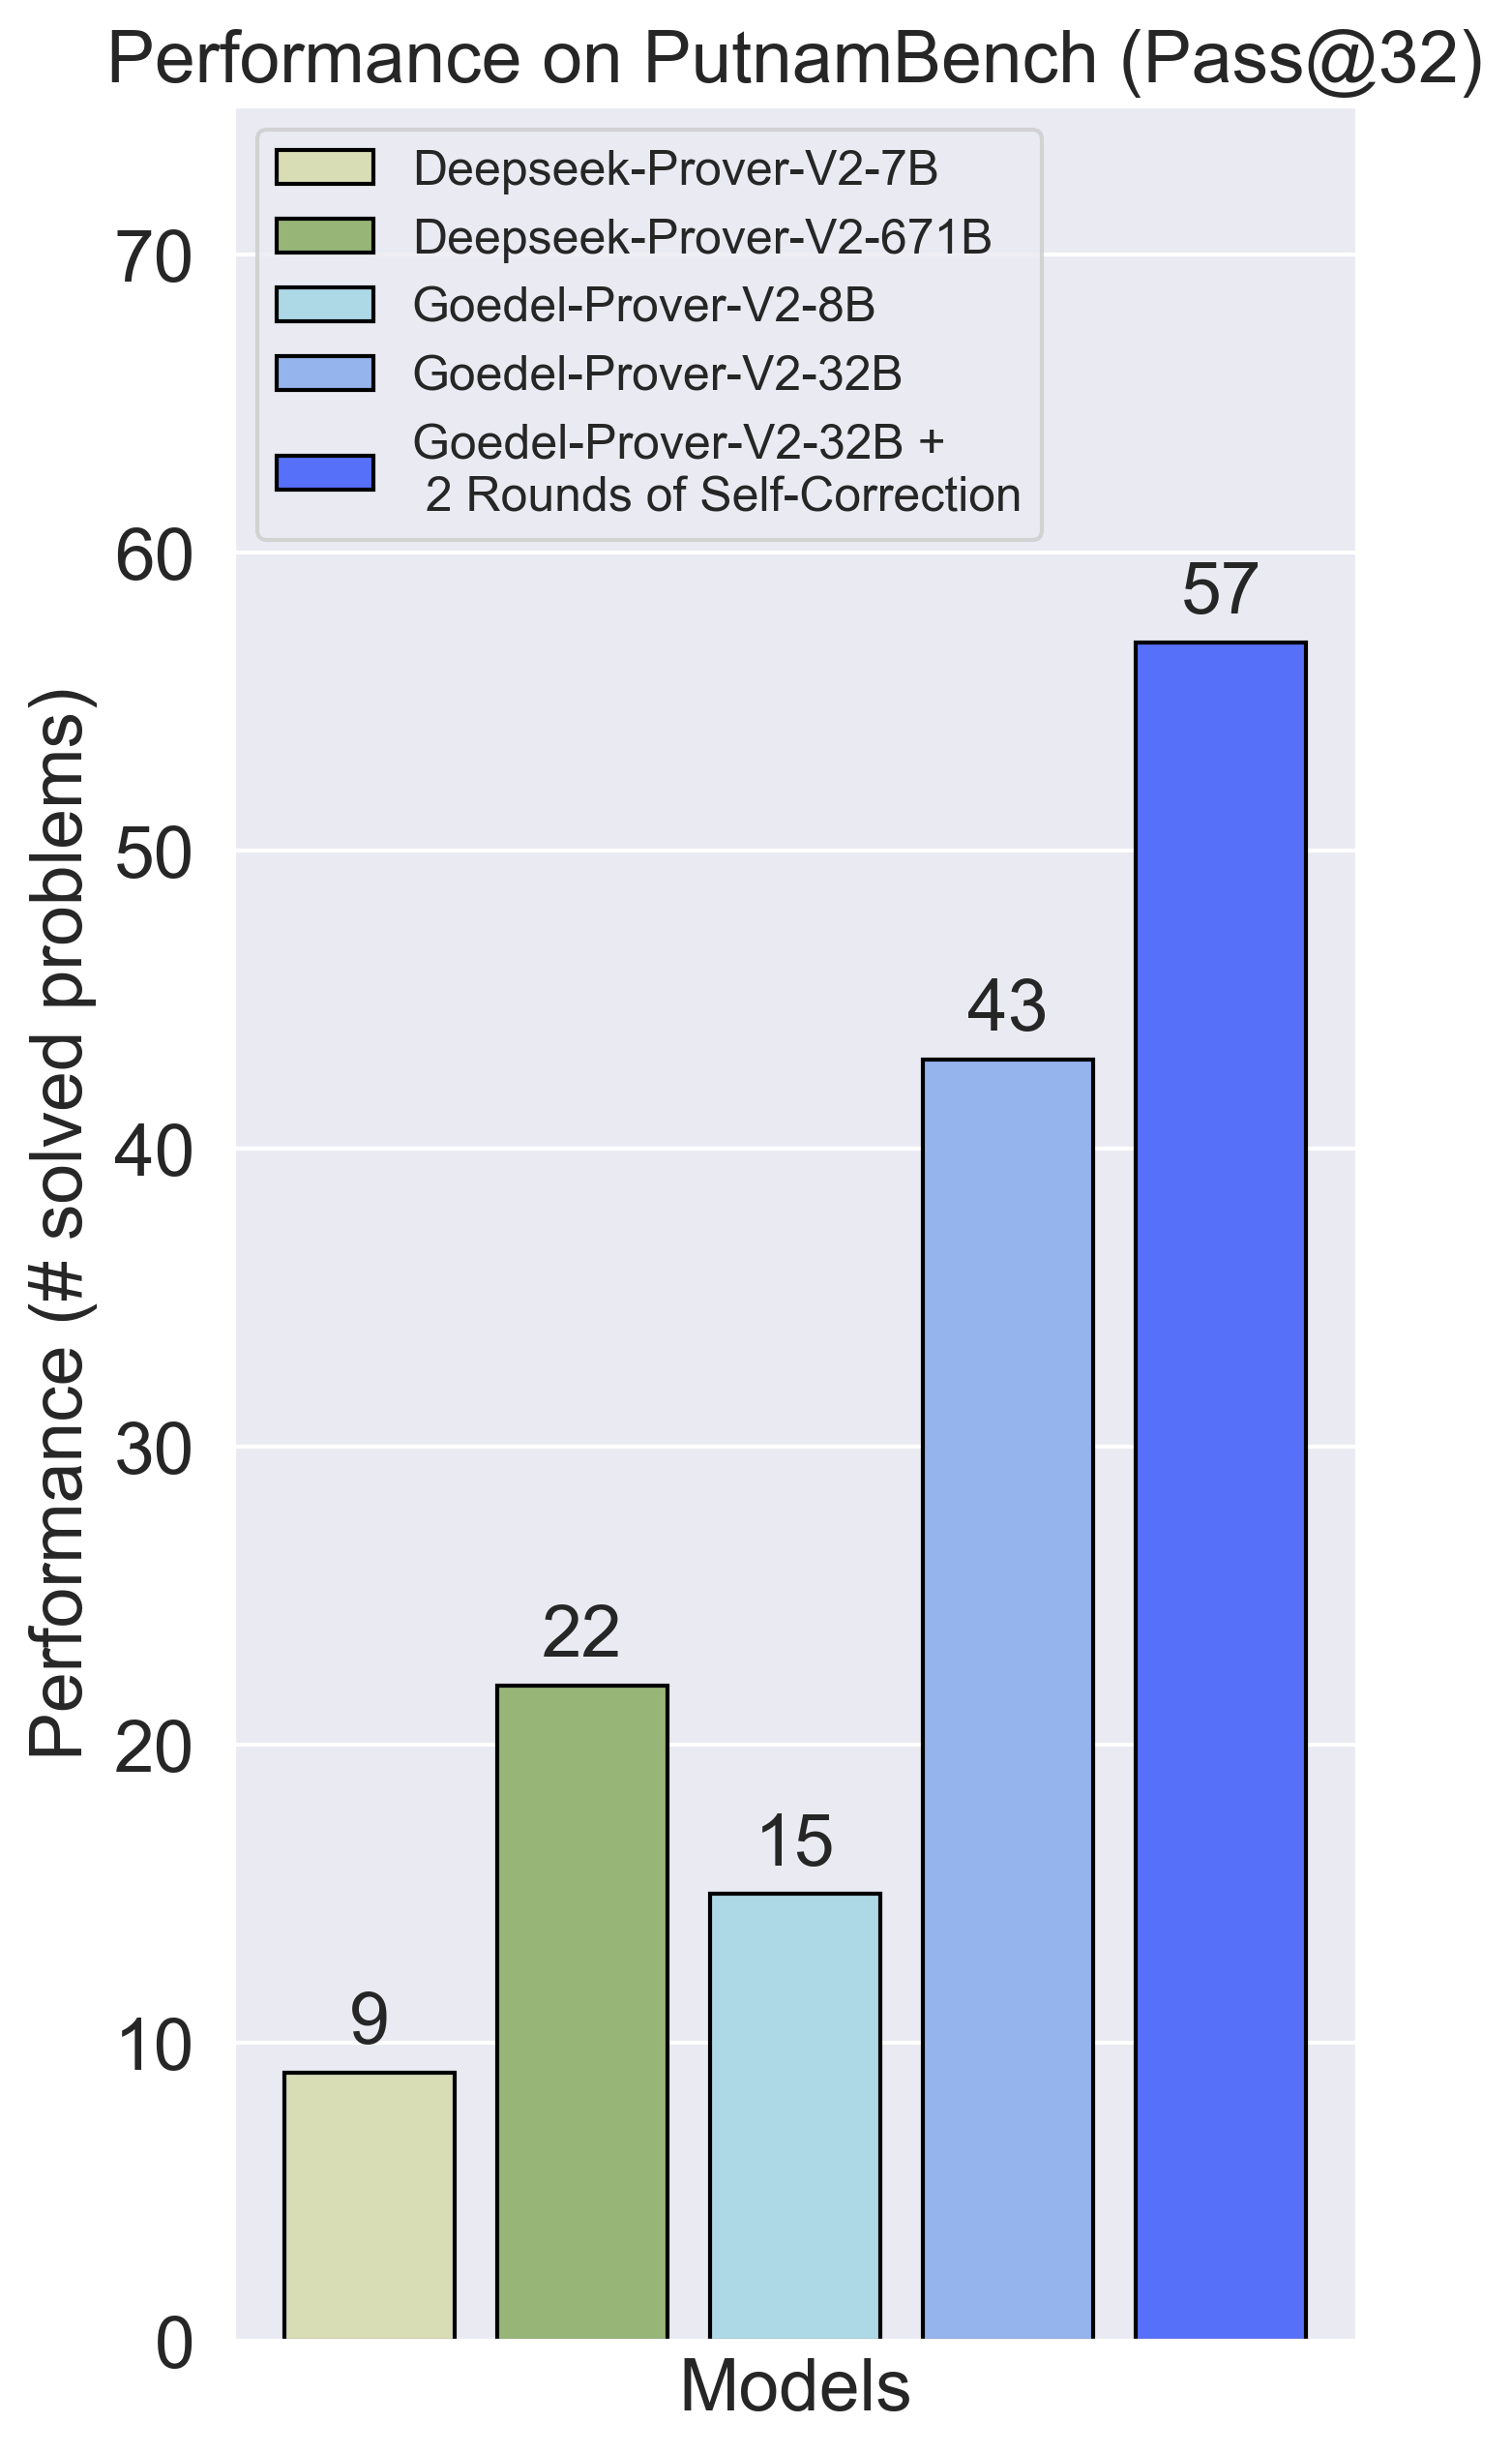 Performance on PutnamBench (Pass@32)
Deepseek-Prover-V2-7B
Deepseek-Prover-V2-671B
Goedel-Prover-V2-8B
Goedel-Prover-V2-32B
Goedel-Prover-V2-32B +
2 Rounds of Self-Correction
Performance (# solved problems)
70
60
50
40
30
20
10
0
9
22
15
43
57
Models